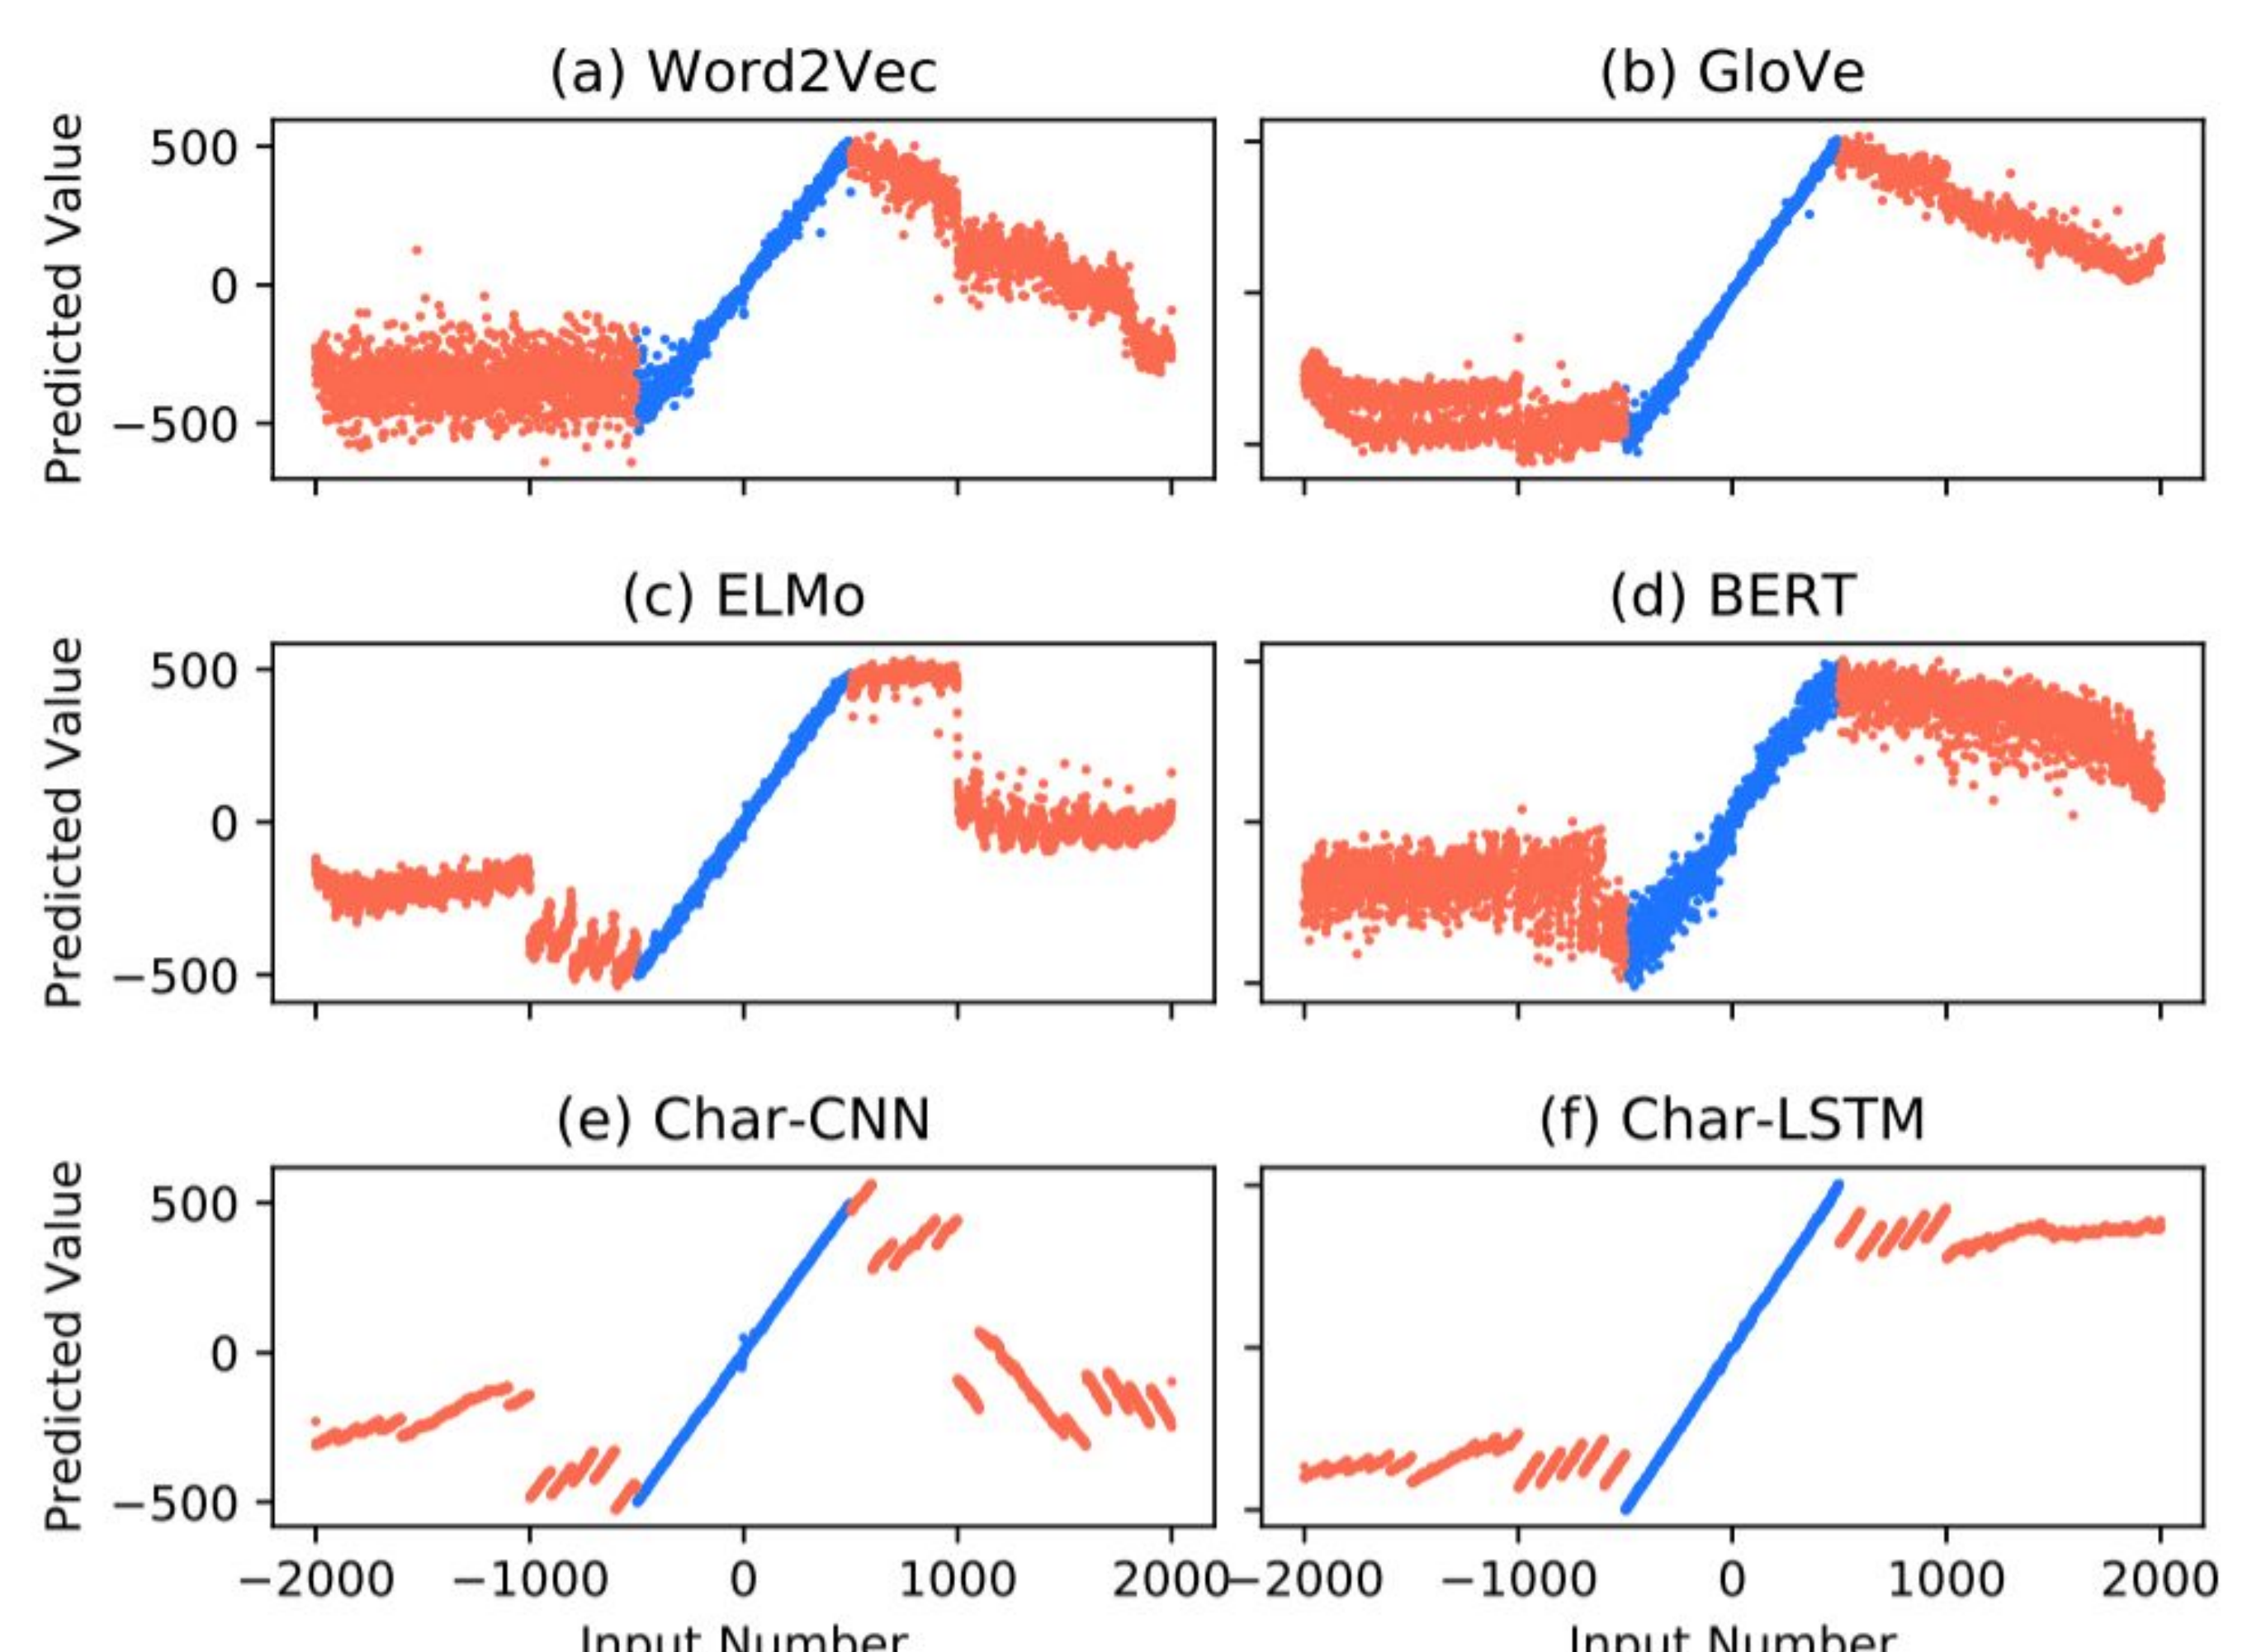 (a) Word2Vec
(b) GloVe
Predicted Value
500
0
−500
(c) ELMo
(d) BERT
Predicted Value
500
0
−500
(e) Char-CNN
(f) Char-LSTM
Predicted Value
500
0
−500
−2000 −1000 0 1000 2000
−2000 −1000 0 1000 2000
Input Number
Input Number